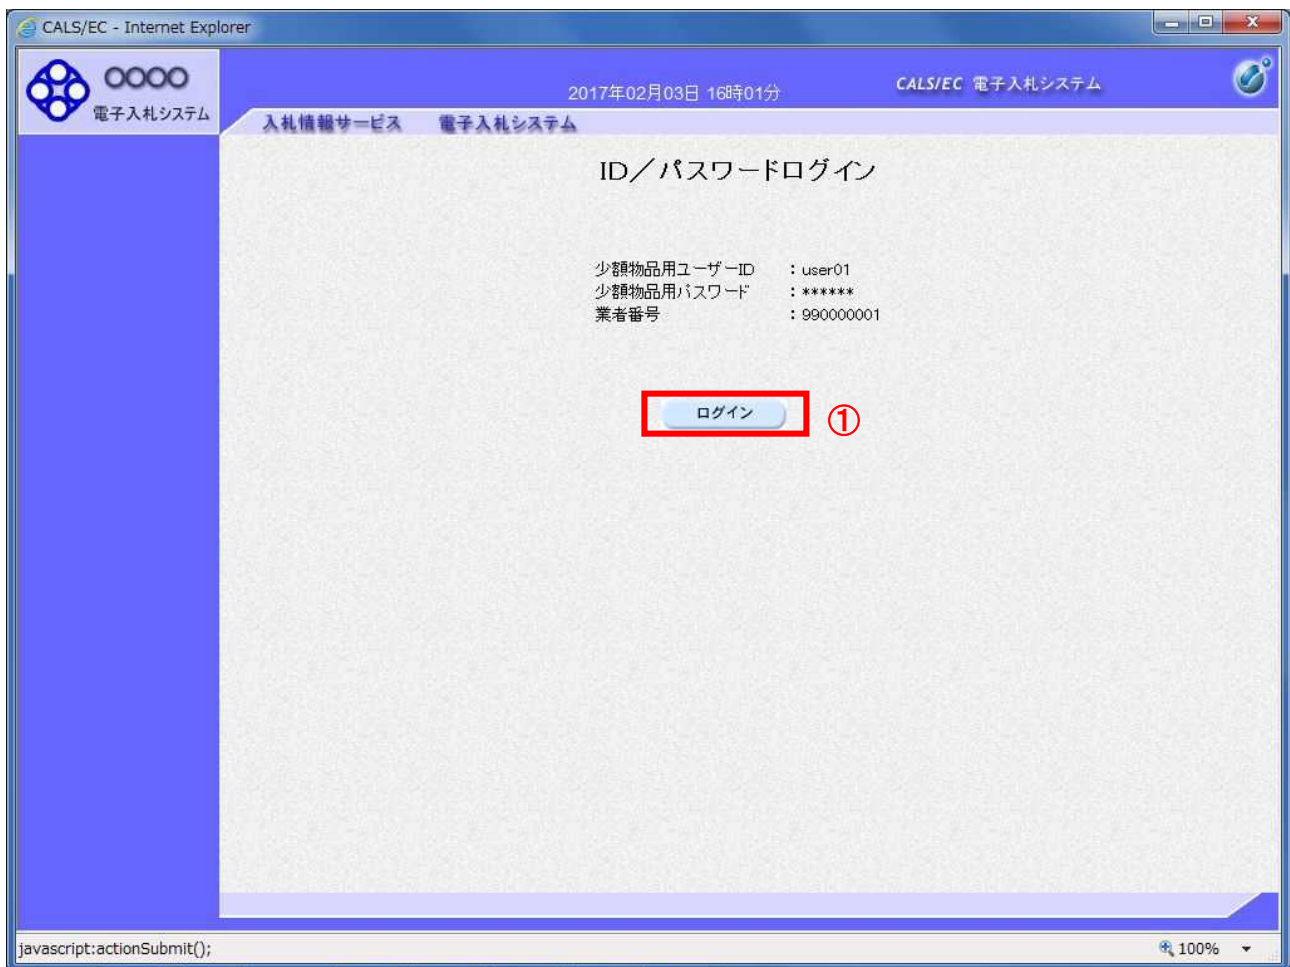 CALS/EC - Internet Explorer
○○○○
電子入札システム
2017年02月03日 16時01分
CALS/EC 電子入札システム
入札情報サービス 電子入札システム
ID／パスワードログイン
少額物品用ユーザーID ：user01
少額物品用パスワード ：******
業者番号 ：990000001
ログイン
①
javascript:actionSubmit();
100%